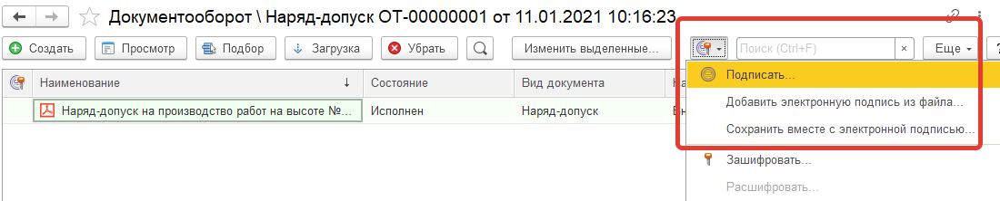 Документооборот \ Наряд-допуск ОТ-00000001 от 11.01.2021 10:16:23
Создать Просмотр Подбор Загрузка Убрать Изменить выделенные... Поиск (Ctrl+F) × Еще ?
Наименование ↓ Состояние Вид документа
Наряд-допуск на производство работ на высоте №... Исполнен Наряд-допуск
Подписать...
Добавить электронную подпись из файла...
Сохранить вместе с электронной подписью...
Зашифровать...
Расшифровать...